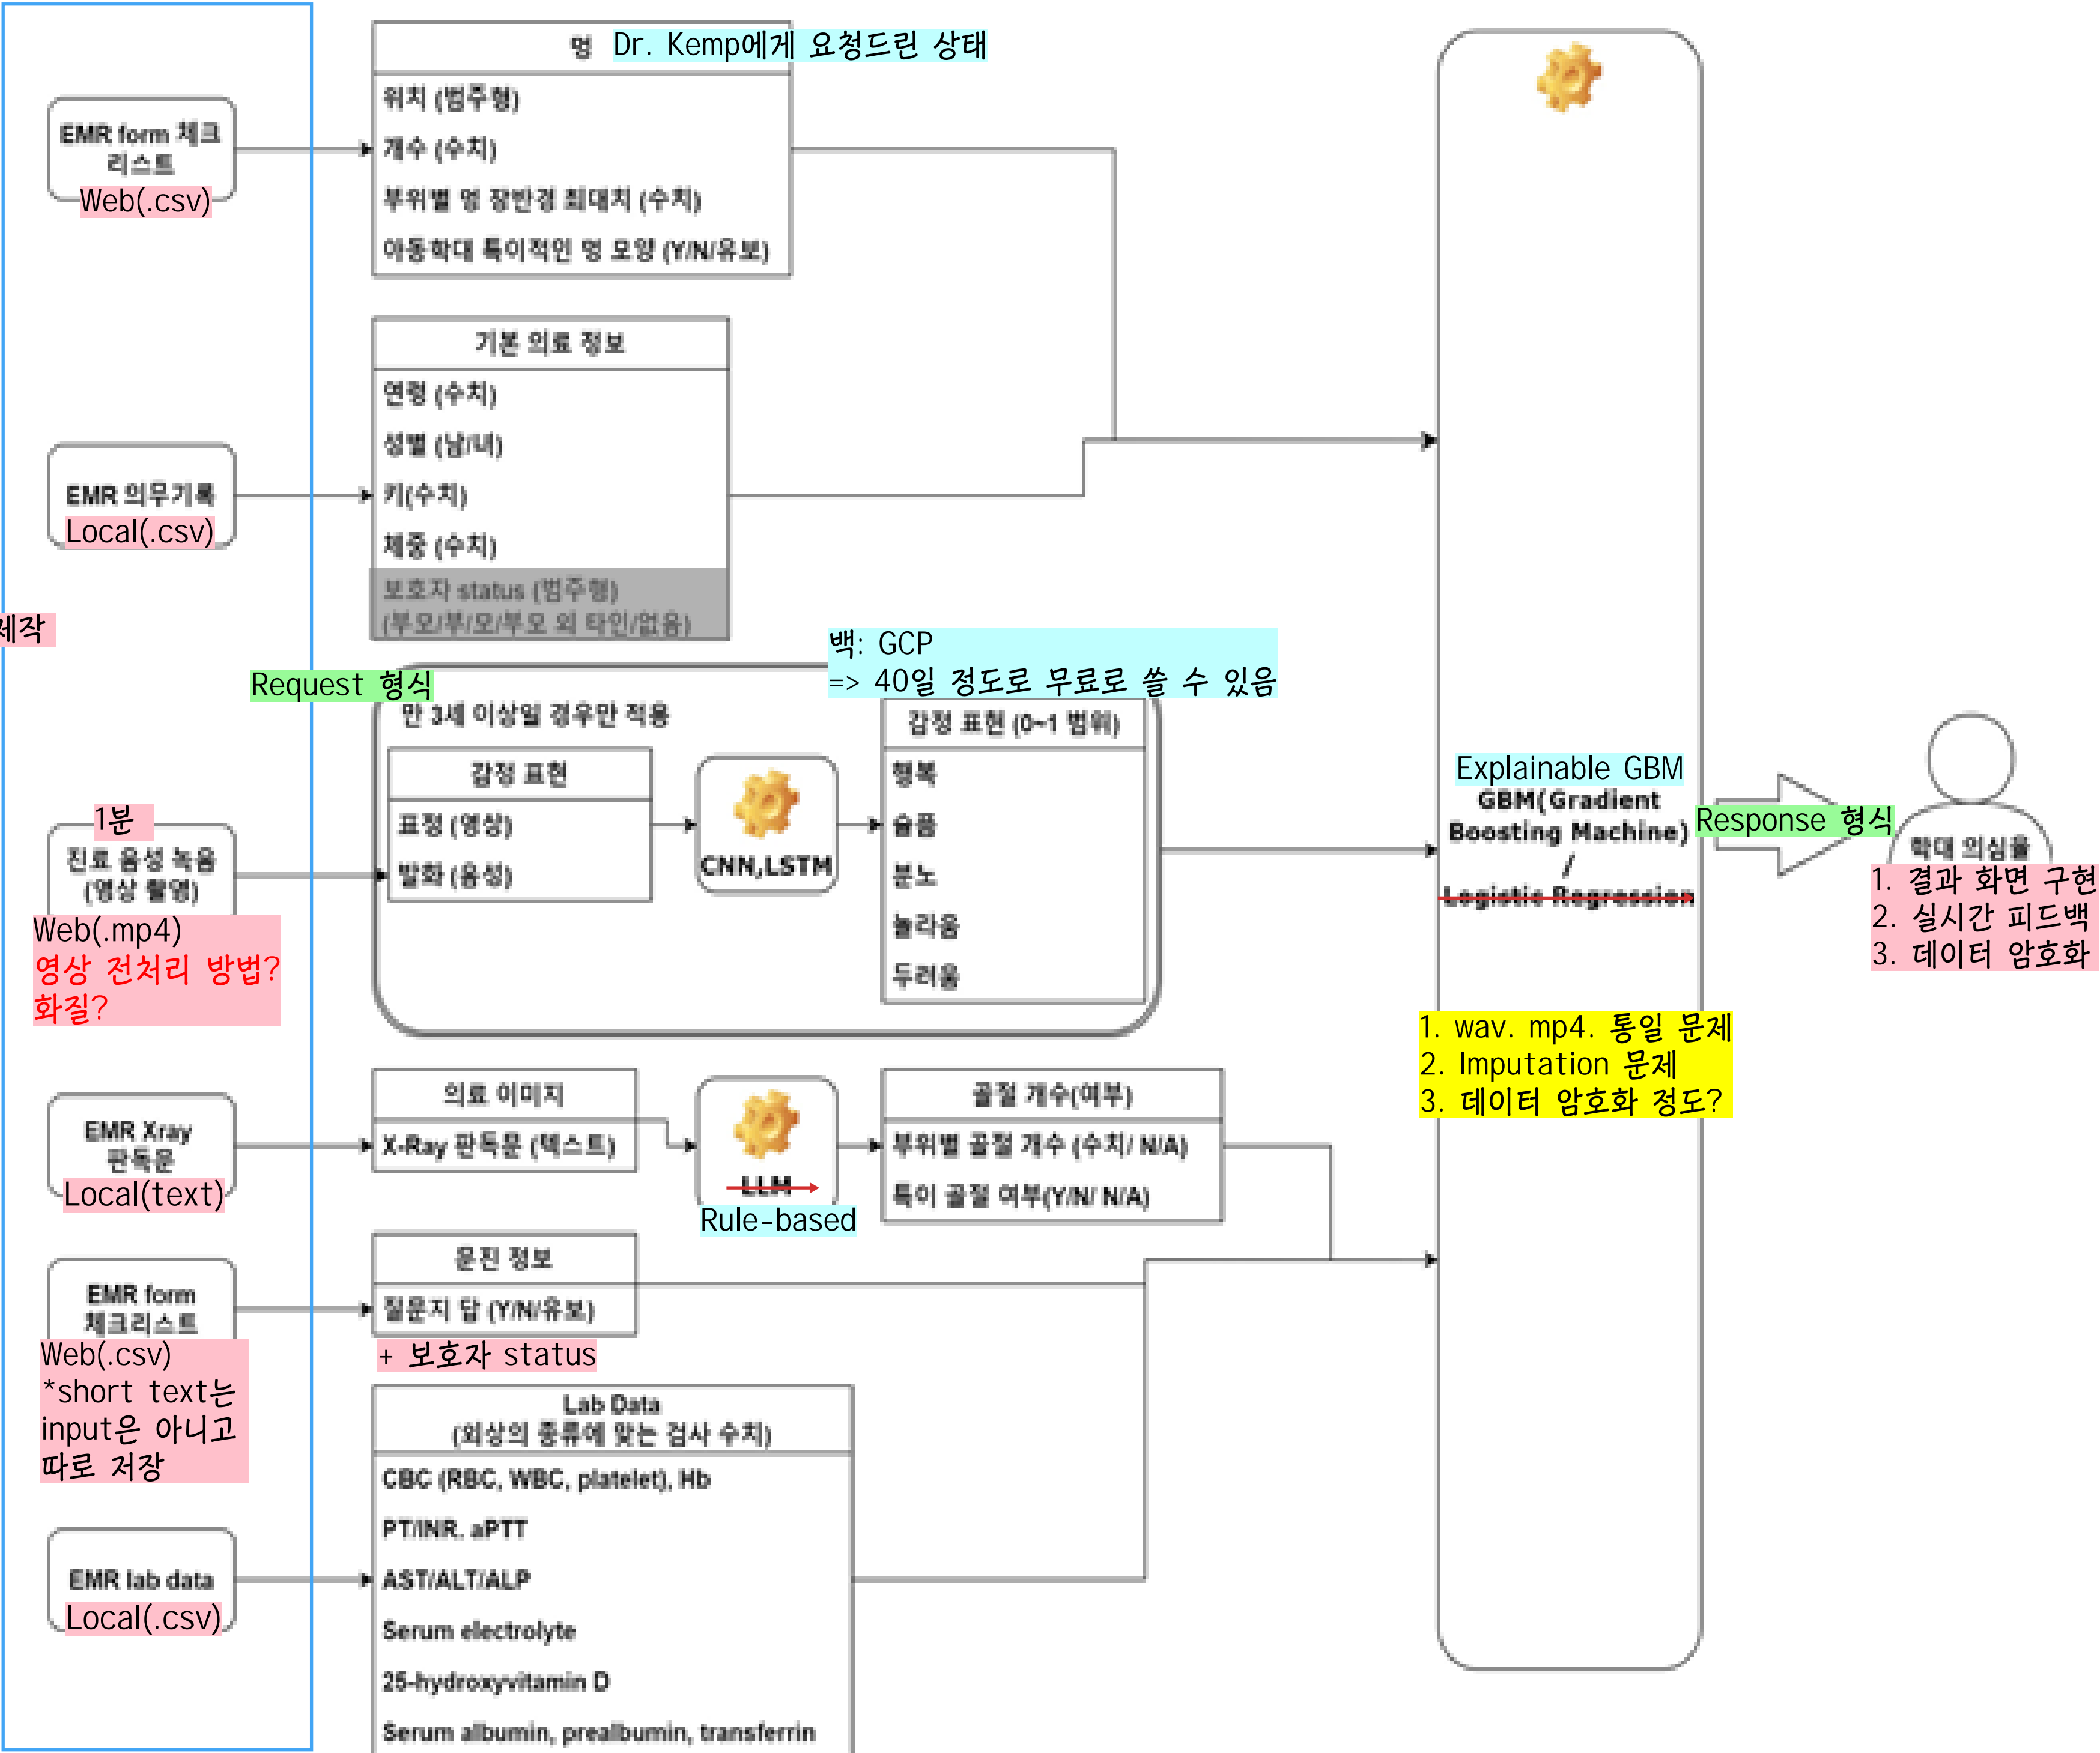 멍 Dr. Kemp에게 요청드린 상태
위치 (범주형)
개수 (수치)
부위별 멍 장반경 최대치 (수치)
아동학대 특이적인 멍 모양 (Y/N/유보)
EMR form 체크
리스트
Web(.csv)
기본 의료 정보
연령 (수치)
성별 (남/녀)
키(수치)
체중 (수치)
보호자 status (범주형)
(부모/부/모/부모 외 타인/없음)
EMR 의무기록
Local(.csv)
제작
Request 형식
백: GCP
=> 40일 정도로 무료로 쓸 수 있음
만 3세 이상일 경우만 적용
감정 표현
표정 (영상)
발화 (음성)
CNN,LSTM
감정 표현 (0~1 범위)
행복
슬픔
분노
놀라움
두려움
1분
진료 음성 녹음
(영상 촬영)
Web(.mp4)
영상 전처리 방법?
화질?
EMR Xray
판독문
Local(text)
의료 이미지
X-Ray 판독문 (텍스트)
LLM
Rule-based
골절 개수(여부)
부위별 골절 개수 (수치/ N/A)
특이 골절 여부(Y/N/ N/A)
EMR form
체크리스트
Web(.csv)
*short text는
input은 아니고
따로 저장
문진 정보
질문지 답 (Y/N/유보)
+ 보호자 status
EMR lab data
Local(.csv)
Lab Data
(외상의 종류에 맞는 검사 수치)
CBC (RBC, WBC, platelet), Hb
PT/INR. aPTT
AST/ALT/ALP
Serum electrolyte
25-hydroxyvitamin D
Serum albumin, prealbumin, transferrin
Explainable GBM
GBM(Gradient
Boosting Machine)
/
Logistic Regression
1. wav. mp4. 통일 문제
2. Imputation 문제
3. 데이터 암호화 정도?
Response 형식
학대 의심율
1. 결과 화면 구현
2. 실시간 피드백
3. 데이터 암호화